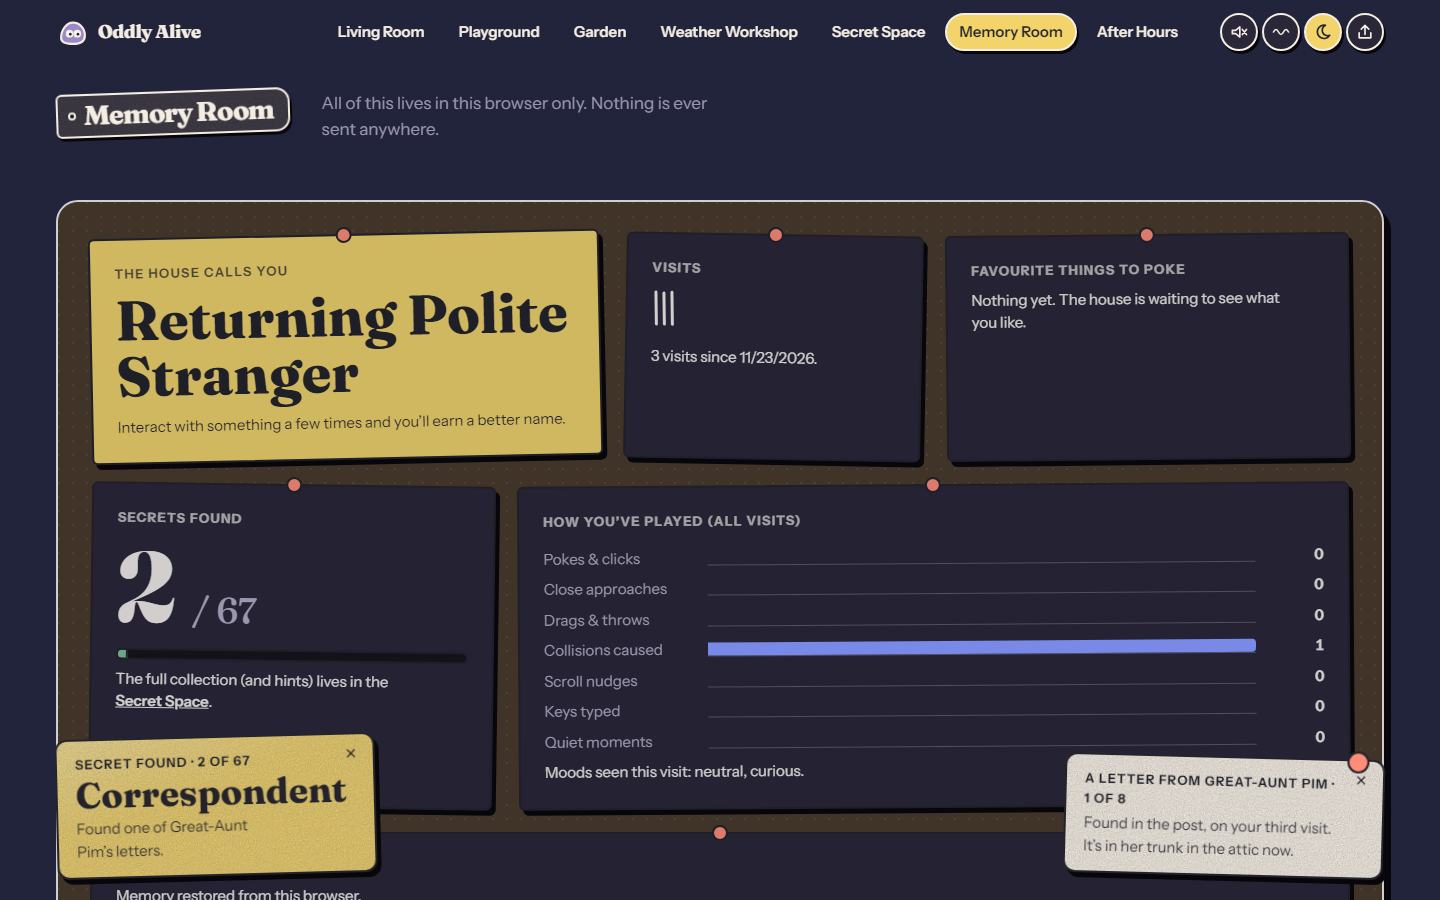 Oddly Alive
Living Room
Playground
Garden
Weather Workshop
Secret Space
Memory Room
After Hours
Memory Room
All of this lives in this browser only. Nothing is ever
sent anywhere.
THE HOUSE CALLS YOU
Returning Polite
Stranger
Interact with something a few times and you'll earn a better name.
VISITS
3 visits since 11/23/2026.
FAVOURITE THINGS TO POKE
Nothing yet. The house is waiting to see what
you like.
SECRETS FOUND
2 / 67
The full collection (and hints) lives in the
Secret Space.
HOW YOU'VE PLAYED (ALL VISITS)
Pokes & clicks 0
Close approaches 0
Drags & throws 0
Collisions caused 1
Scroll nudges 0
Keys typed 0
Quiet moments 0
Moods seen this visit: neutral, curious.
SECRET FOUND · 2 OF 67
Correspondent
Found one of Great-Aunt
Pim's letters.
A LETTER FROM GREAT-AUNT PIM ·
1 OF 8
Found in the post, on your third visit.
It's in her trunk in the attic now.
Memory restored from this browser.